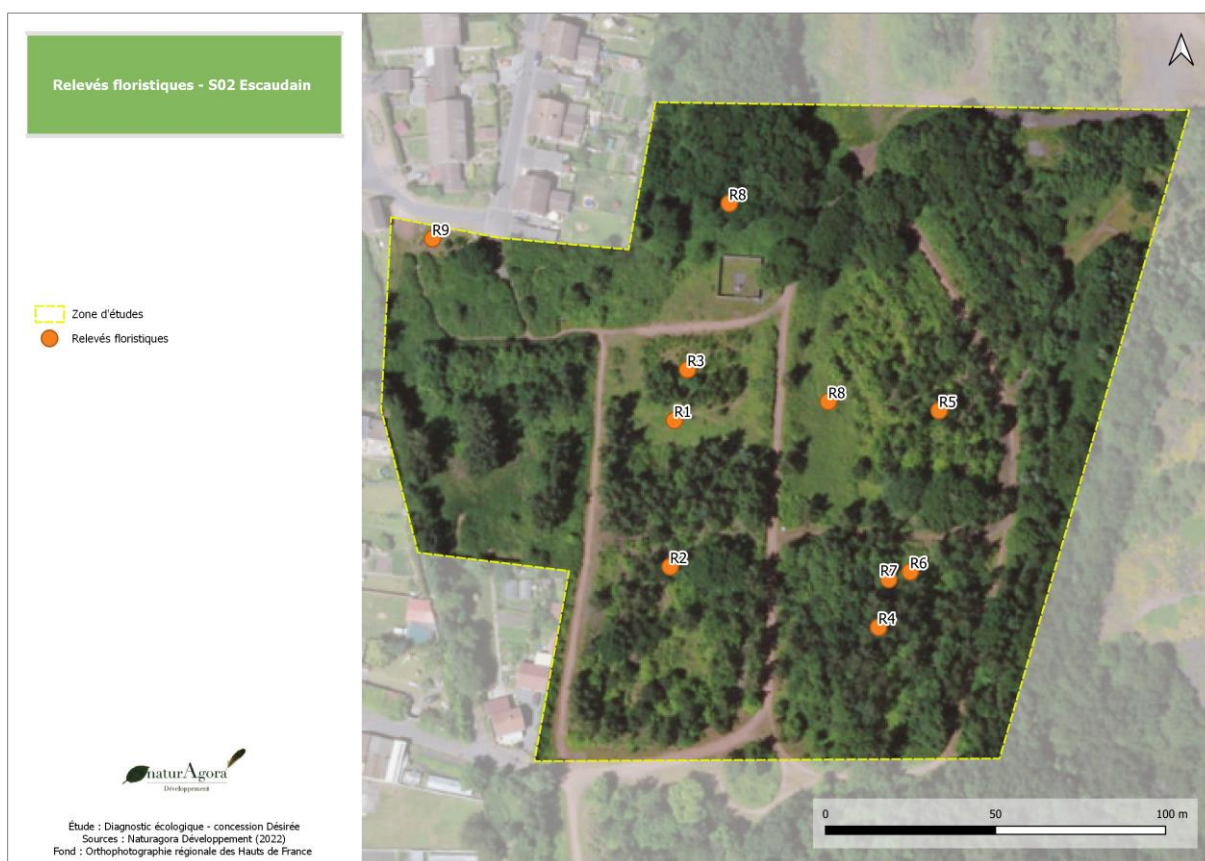 Relevés floristiques - S02 Escaudain
Zone d'études
Relevés floristiques
naturAgora
Développement
Étude : Diagnostic écologique - concession Désirée
Sources : Naturagora Développement (2022)
Fond : Orthophotographie régionale des Hauts de France
R8
R9
R3
R8
R5
R1
R2
R7
R6
R4
0
50
100 m